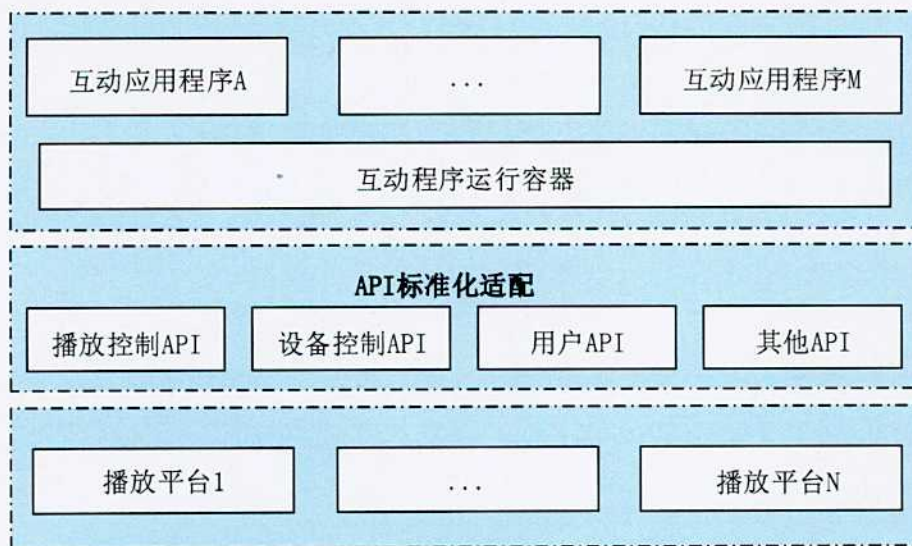 互动应用程序A
...
互动应用程序M
互动程序运行容器
API标准化适配
播放控制API
设备控制API
用户API
其他API
播放平台1
...
播放平台N